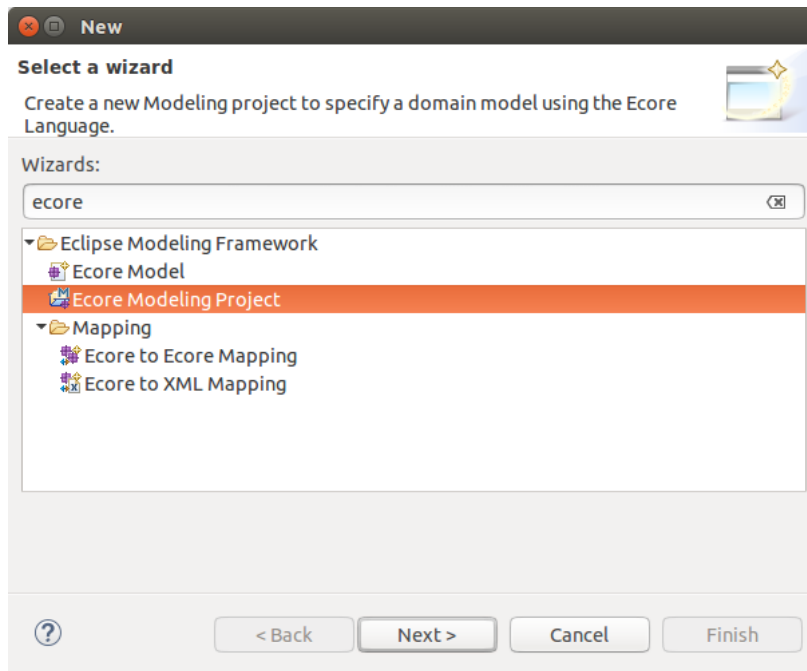 New
Select a wizard
Create a new Modeling project to specify a domain model using the Ecore
Language.
Wizards:
ecore
Eclipse Modeling Framework
Ecore Model
Ecore Modeling Project
Mapping
Ecore to Ecore Mapping
Ecore to XML Mapping
? < Back Next > Cancel Finish